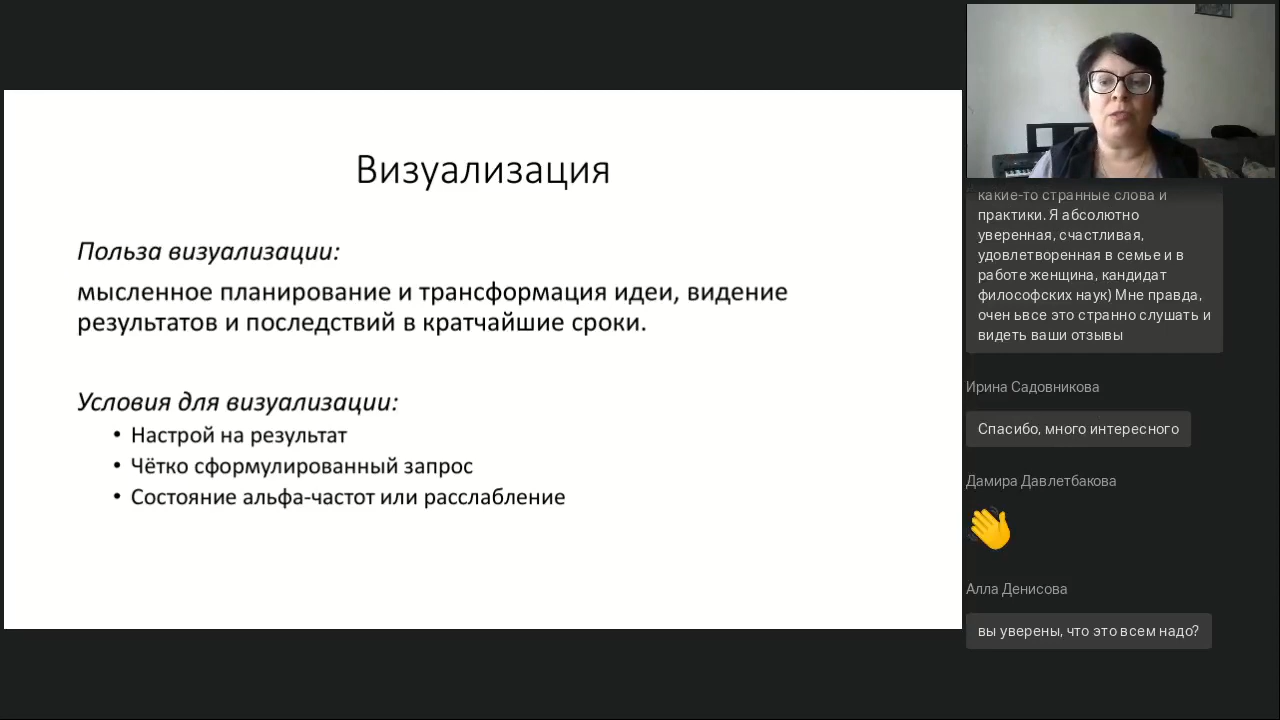 Визуализация
Польза визуализации:
мысленное планирование и трансформация идеи, видение
результатов и последствий в кратчайшие сроки.
Условия для визуализации:
• Настрой на результат
• Чётко сформулированный запрос
• Состояние альфа-частот или расслабление
какие-то странные слова и
практики. Я абсолютно
уверенная, счастливая,
удовлетворенная в семье и в
работе женщина, кандидат
философских наук) Мне правда,
очен ьвсе это странно слушать и
видеть ваши отзывы
Ирина Садовникова
Спасибо, много интересного
Дамира Давлетбакова
Алла Денисова
вы уверены, что это всем надо?